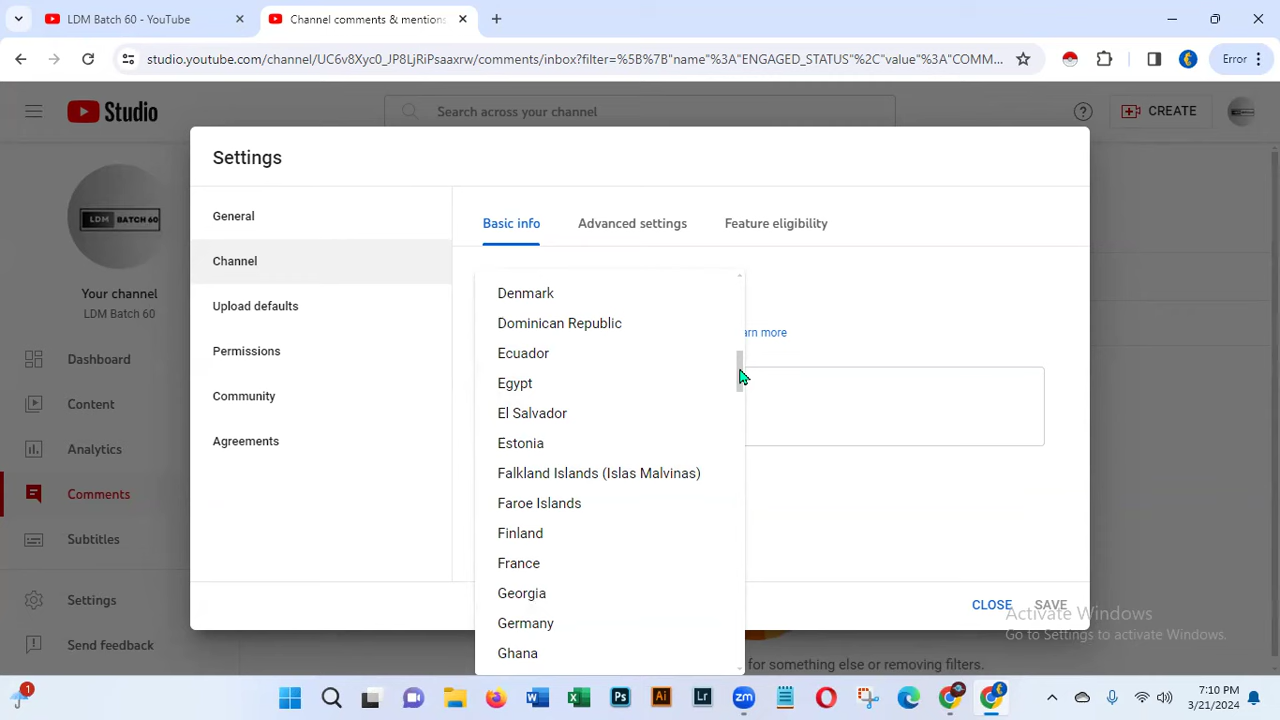 LDM Batch 60 - YouTube
Channel comments & mentions
studio.youtube.com/channel/UC6v8Xyx0_JP8LjRiPsaarrw/comments/inbox?filter=%5B%7B"name"%3A"ENGAGED_STATUS"%2C"value"%3A"COMM...
Error
Studio
Search across your channel
CREATE
Settings
LDM BATCH 60
Your channel
LDM Batch 60
Dashboard
Content
Analytics
Comments
Subtitles
Settings
Send feedback
General
Channel
Upload defaults
Permissions
Community
Agreements
Basic info
Advanced settings
Feature eligibility
arn more
Denmark
Dominican Republic
Ecuador
Egypt
El Salvador
Estonia
Falkland Islands (Islas Malvinas)
Faroe Islands
Finland
France
Georgia
Germany
Ghana
CLOSE
SAVE
Activate Windows
Go to Settings to activate Windows.
for something else or removing filters.
1
7:10 PM
3/21/2024